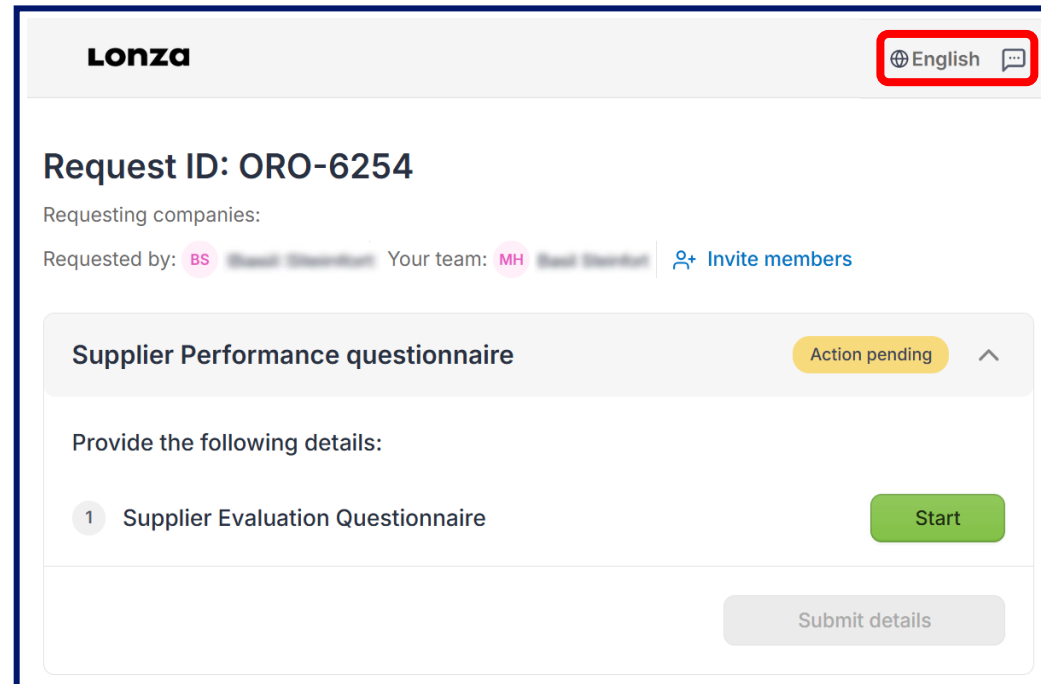 Lonza
English
Request ID: ORO-6254
Requesting companies:
Requested by: BS Your team: MH Invite members
Supplier Performance questionnaire Action pending
Provide the following details:
1 Supplier Evaluation Questionnaire Start
Submit details